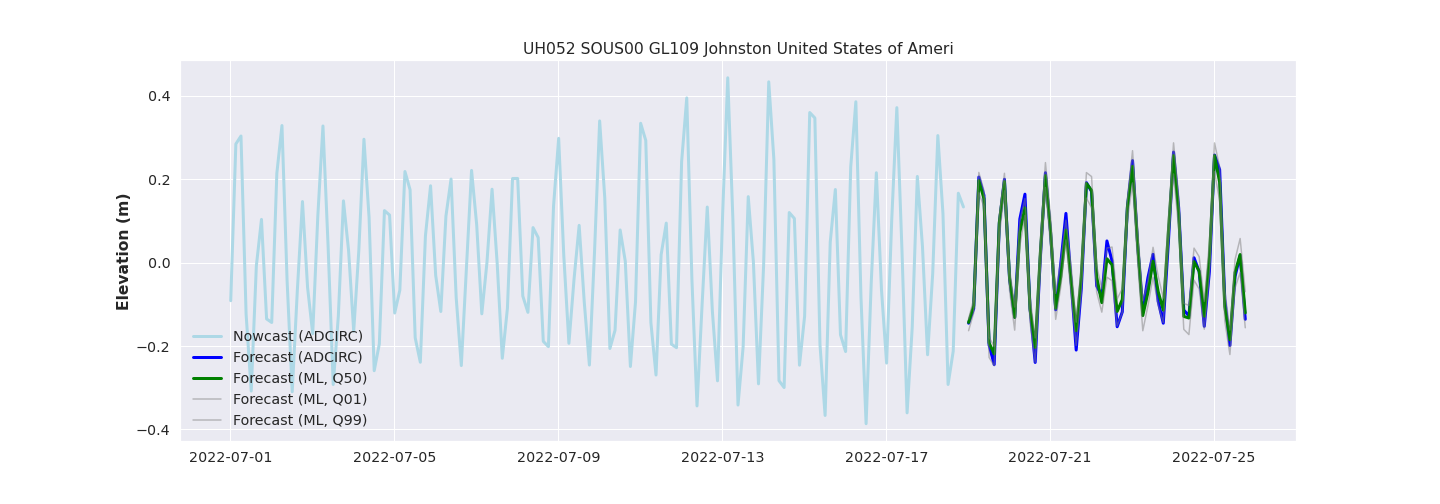 UH052 SOUS00 GL109 Johnston United States of Ameri
Elevation (m)
0.4
0.2
0.0
−0.2
−0.4
Nowcast (ADCIRC)
Forecast (ADCIRC)
Forecast (ML, Q50)
Forecast (ML, Q01)
Forecast (ML, Q99)
2022-07-01 2022-07-05 2022-07-09 2022-07-13 2022-07-17 2022-07-21 2022-07-25